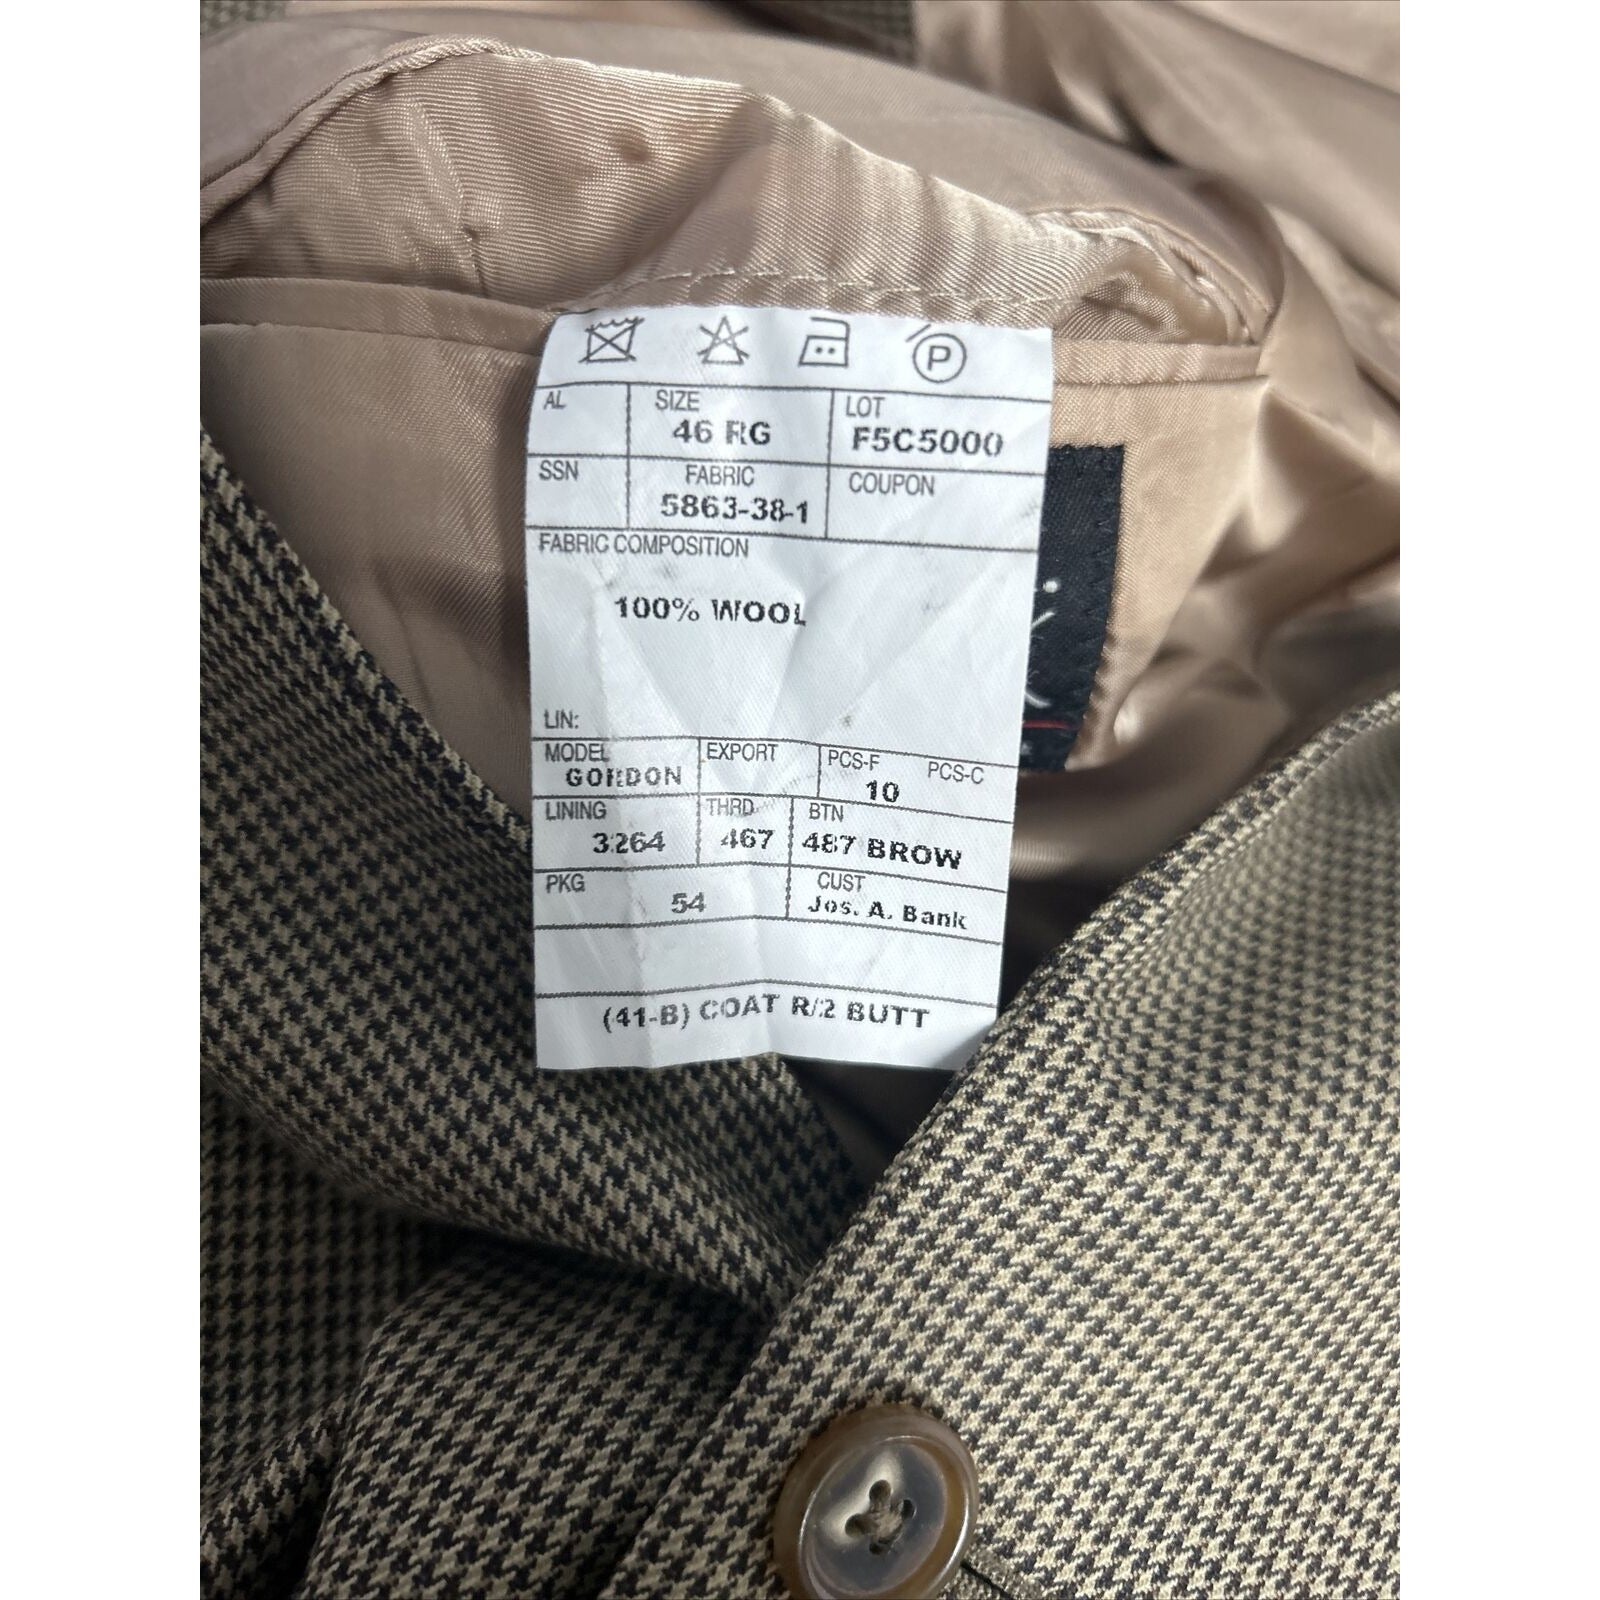 P
AL SIZE LOT
46 RG F5C5000
SSN FABRIC COUPON
5863-38-1
FABRIC COMPOSITION
100% WOOL
LIN:
MODEL EXPORT PCS-F PCS-C
GORDON 10
LINING THRD BTN
3264 467 487 BROW
PKG CUST
54 Jos. A. Bank
(41-B) COAT R/2 BUTT